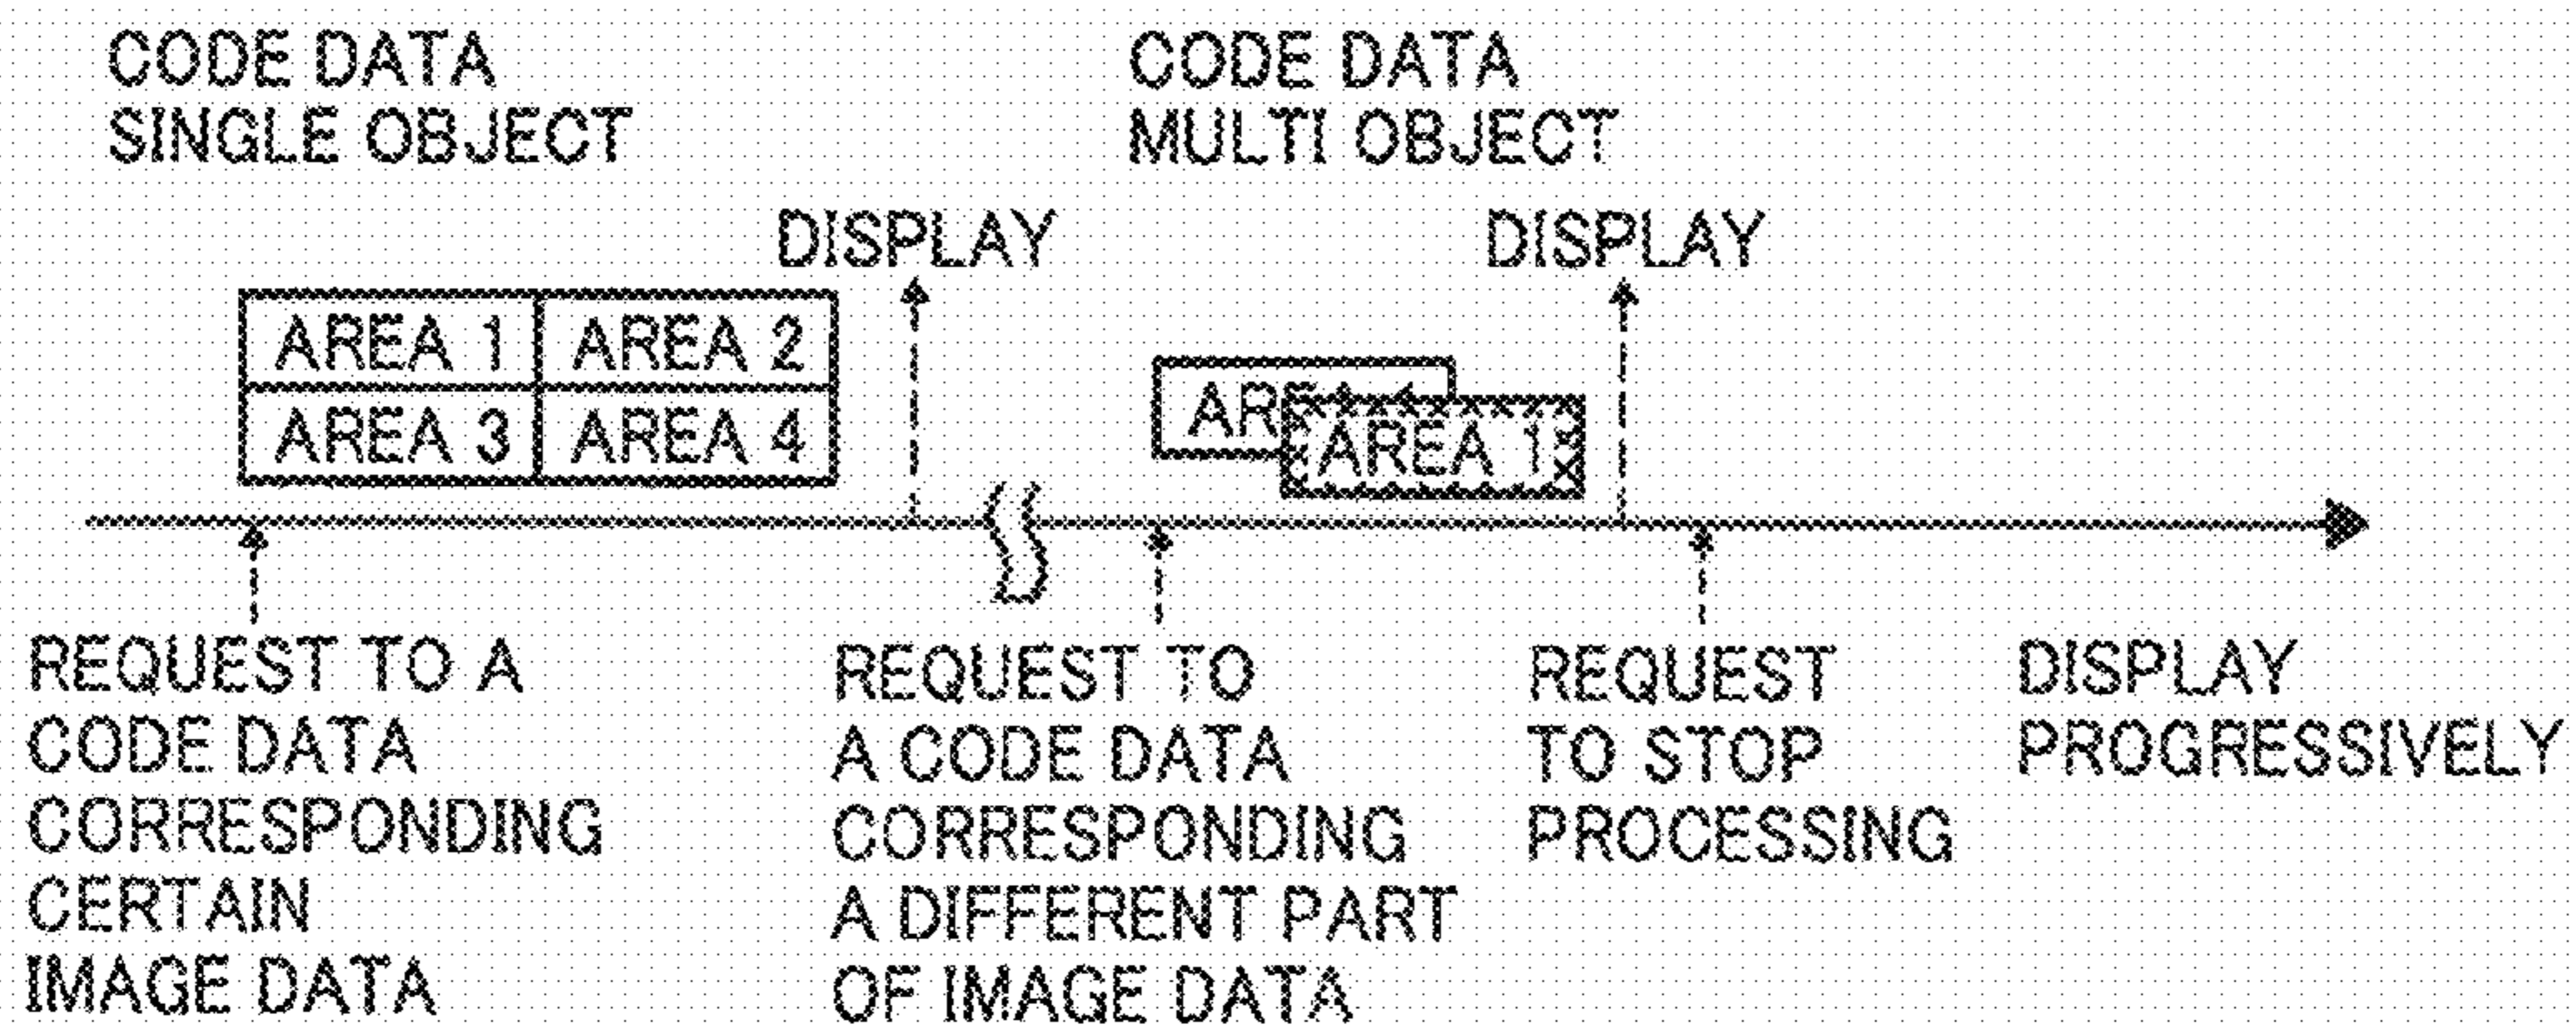 CODE DATA
SINGLE OBJECT
CODE DATA
MULTI OBJECT
DISPLAY
DISPLAY
AREA 1 AREA 2
AREA 3 AREA 4
AREA 1
REQUEST TO A
CODE DATA
CORRESPONDING
CERTAIN
IMAGE DATA
REQUEST TO
A CODE DATA
CORRESPONDING
A DIFFERENT PART
OF IMAGE DATA
REQUEST
TO STOP
PROCESSING
DISPLAY
PROGRESSIVELY